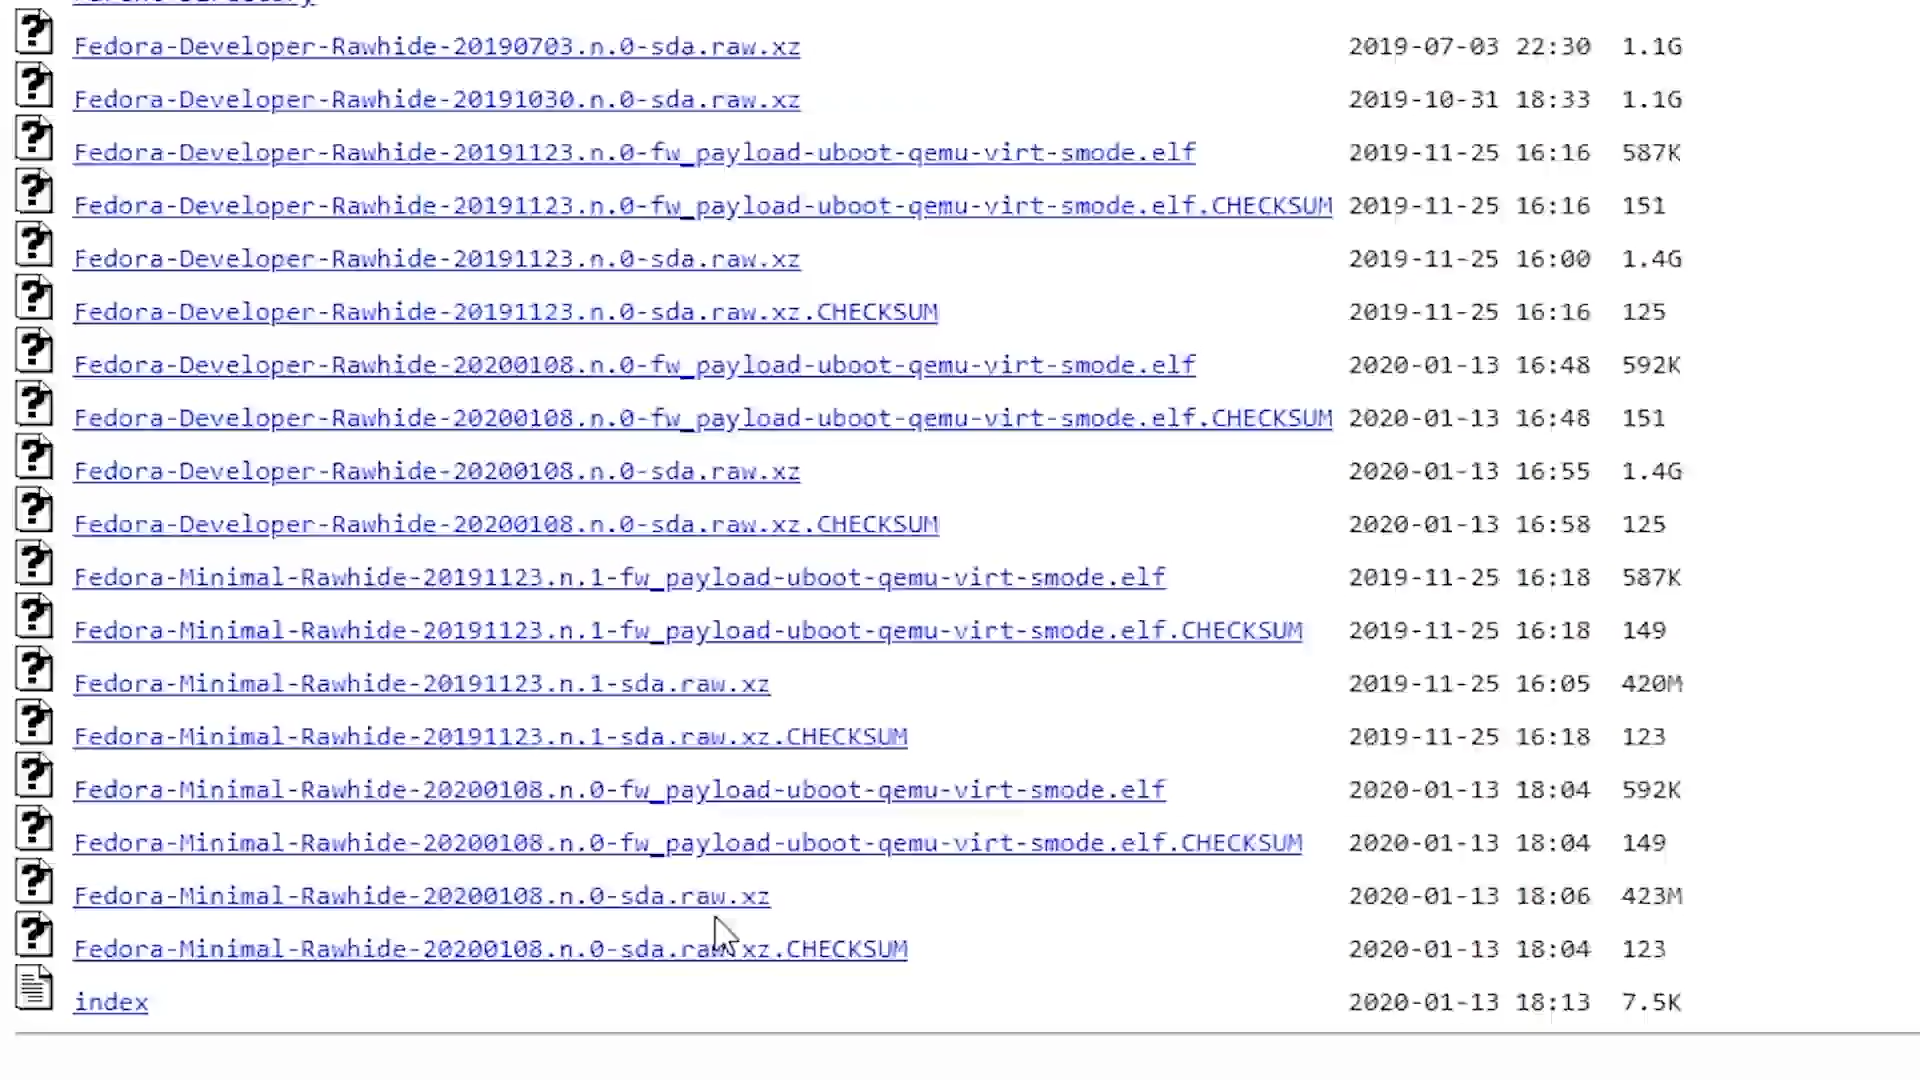 Parent Directory
Fedora-Developer-Rawhide-20190703.n.0-sda.raw.xz 2019-07-03 22:30 1.1G
Fedora-Developer-Rawhide-20191030.n.0-sda.raw.xz 2019-10-31 18:33 1.1G
Fedora-Developer-Rawhide-20191123.n.0-fw_payload-uboot-qemu-virt-smode.elf 2019-11-25 16:16 587K
Fedora-Developer-Rawhide-20191123.n.0-fw_payload-uboot-qemu-virt-smode.elf.CHECKSUM 2019-11-25 16:16 151
Fedora-Developer-Rawhide-20191123.n.0-sda.raw.xz 2019-11-25 16:00 1.4G
Fedora-Developer-Rawhide-20191123.n.0-sda.raw.xz.CHECKSUM 2019-11-25 16:16 125
Fedora-Developer-Rawhide-20200108.n.0-fw_payload-uboot-qemu-virt-smode.elf 2020-01-13 16:48 592K
Fedora-Developer-Rawhide-20200108.n.0-fw_payload-uboot-qemu-virt-smode.elf.CHECKSUM 2020-01-13 16:48 151
Fedora-Developer-Rawhide-20200108.n.0-sda.raw.xz 2020-01-13 16:55 1.4G
Fedora-Developer-Rawhide-20200108.n.0-sda.raw.xz.CHECKSUM 2020-01-13 16:58 125
Fedora-Minimal-Rawhide-20191123.n.1-fw_payload-uboot-qemu-virt-smode.elf 2019-11-25 16:18 587K
Fedora-Minimal-Rawhide-20191123.n.1-fw_payload-uboot-qemu-virt-smode.elf.CHECKSUM 2019-11-25 16:18 149
Fedora-Minimal-Rawhide-20191123.n.1-sda.raw.xz 2019-11-25 16:05 420M
Fedora-Minimal-Rawhide-20191123.n.1-sda.raw.xz.CHECKSUM 2019-11-25 16:18 123
Fedora-Minimal-Rawhide-20200108.n.0-fw_payload-uboot-qemu-virt-smode.elf 2020-01-13 18:04 592K
Fedora-Minimal-Rawhide-20200108.n.0-fw_payload-uboot-qemu-virt-smode.elf.CHECKSUM 2020-01-13 18:04 149
Fedora-Minimal-Rawhide-20200108.n.0-sda.raw.xz 2020-01-13 18:06 423M
Fedora-Minimal-Rawhide-20200108.n.0-sda.raw.xz.CHECKSUM 2020-01-13 18:04 123
index 2020-01-13 18:13 7.5K